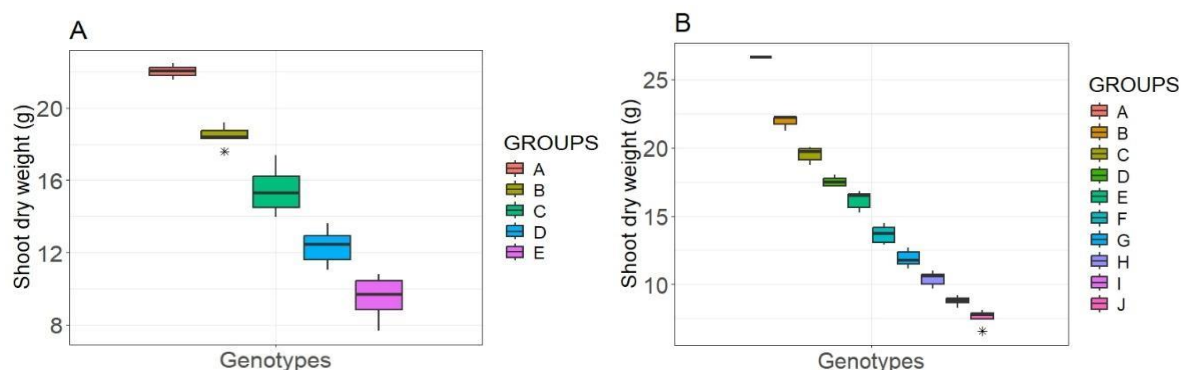 A
Shoot dry weight (g)
20
16
12
8
Genotypes
GROUPS
A
B
C
D
E
*
B
Shoot dry weight (g)
25
20
15
10
Genotypes
GROUPS
A
B
C
D
E
F
G
H
I
J
*